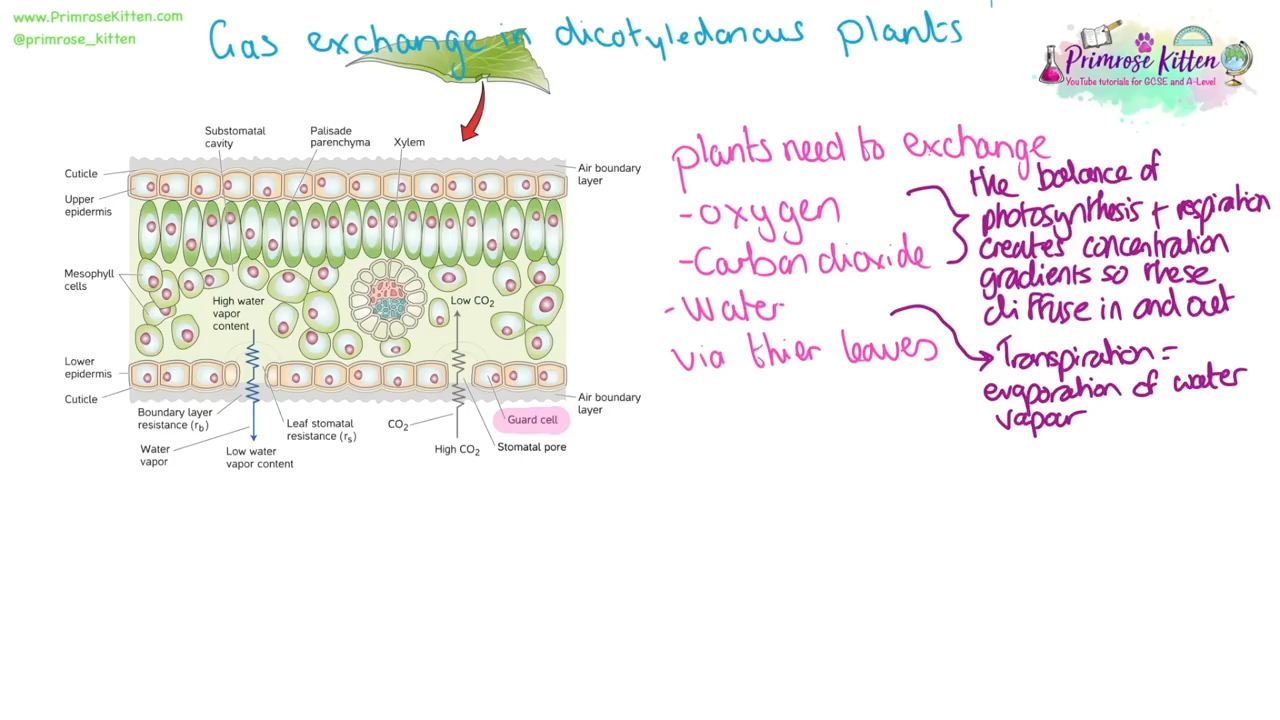 www.PrimroseKitten.com
@primrose_kitten
Gas exchange in dicotyledonous plants
Primrose Kitten
YouTube tutorials for GCSE and A-Level
Substomatal
cavity
Palisade
parenchyma
Xylem
Cuticle
Upper
epidermis
Air boundary
layer
Mesophyll
cells
High water
vapor
content
Low CO2
Lower
epidermis
Cuticle
Boundary layer
resistance (rb)
Leaf stomatal
resistance (rs)
CO2
Guard cell
Air boundary
layer
Water
vapor
Low water
vapor content
High CO2
Stomatal pore
plants need to exchange
-oxygen
-Carbon dioxide
-Water
via thier leaves
the balance of
photosynthesis + respiration
creates concentration
gradients so these
diffuse in and out
Transpiration =
evaporation of water
vapour